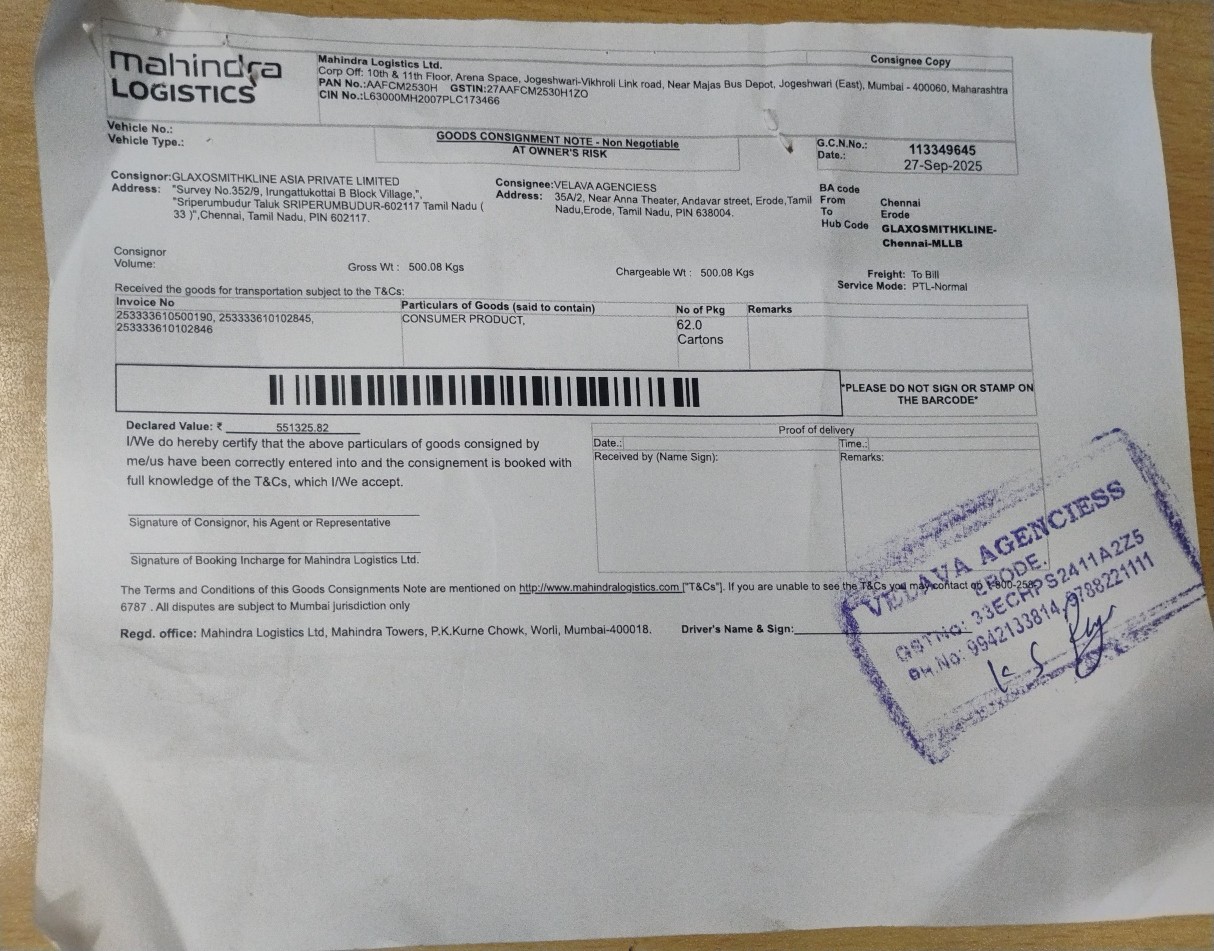 mahindra
LOGISTICS
Mahindra Logistics Ltd.
Consignee Copy
Corp Off: 10th & 11th Floor, Arena Space, Jogeshwari-Vikhroli Link road, Near Majas Bus Depot, Jogeshwari (East), Mumbai - 400060, Maharashtra
PAN No.:AAFCM2530H GSTIN:27AAFCM2530H1ZO
CIN No.:L63000MH2007PLC173466
Vehicle No.:
Vehicle Type.:
GOODS CONSIGNMENT NOTE - Non Negotiable
AT OWNER'S RISK
G.C.N.No.: 113349645
Date.: 27-Sep-2025
Consignor:GLAXOSMITHKLINE ASIA PRIVATE LIMITED
Address: "Survey No.352/9, Irungattukottai B Block Village,",
"Sriperumbudur Taluk SRIPERUMBUDUR-602117 Tamil Nadu (
33 )",Chennai, Tamil Nadu, PIN 602117.
Consignee:VELAVA AGENCIESS
Address: 35A/2, Near Anna Theater, Andavar street, Erode,Tamil
Nadu,Erode, Tamil Nadu, PIN 638004.
BA code
From Chennai
To Erode
Hub Code GLAXOSMITHKLINE-
Chennai-MLLB
Consignor
Volume:
Gross Wt : 500.08 Kgs
Chargeable Wt : 500.08 Kgs
Freight: To Bill
Service Mode: PTL-Normal
Received the goods for transportation subject to the T&Cs:
Invoice No Particulars of Goods (said to contain) No of Pkg Remarks
253333610500190, 253333610102845,
253333610102846
CONSUMER PRODUCT,
62.0
Cartons
*PLEASE DO NOT SIGN OR STAMP ON
THE BARCODE*
Declared Value: ₹ 551325.82
I/We do hereby certify that the above particulars of goods consigned by
me/us have been correctly entered into and the consignement is booked with
full knowledge of the T&Cs, which I/We accept.
Proof of delivery
Date.: Time.:
Received by (Name Sign): Remarks:
Signature of Consignor, his Agent or Representative
Signature of Booking Incharge for Mahindra Logistics Ltd.
The Terms and Conditions of this Goods Consignments Note are mentioned on http://www.mahindralogistics.com ["T&Cs"]. If you are unable to see the T&Cs you may contact on 1-800-258-
6787 . All disputes are subject to Mumbai jurisdiction only
Regd. office: Mahindra Logistics Ltd, Mahindra Towers, P.K.Kurne Chowk, Worli, Mumbai-400018.
Driver's Name & Sign:
VELAVA AGENCIESS
ERODE.
GSTNo: 33ECHPS2411A2Z5
PH.No: 9942133814, 9788221111